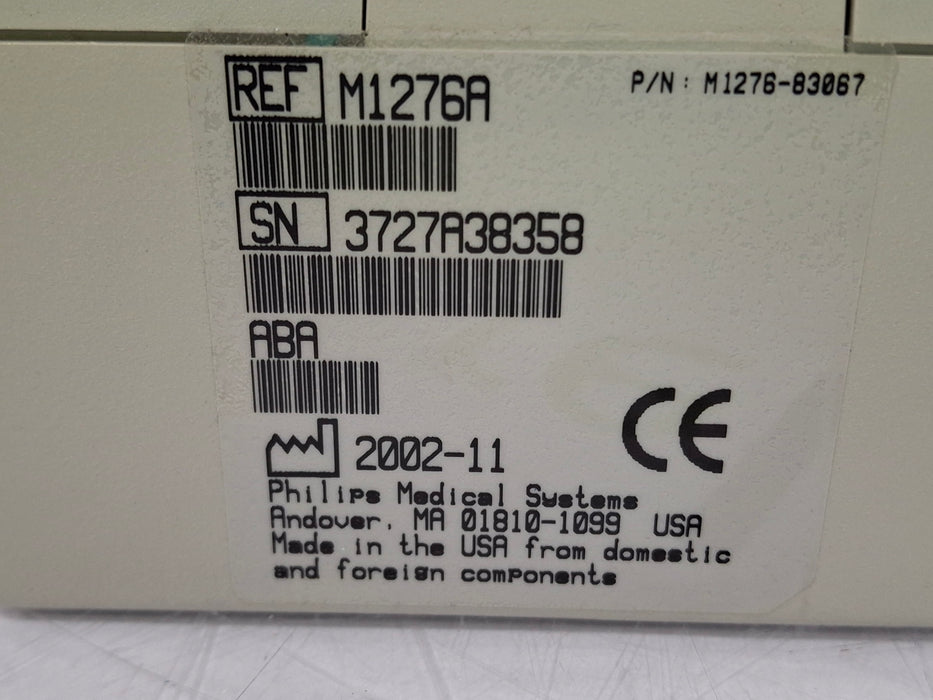 REF M1276A P/N: M1276-83067
SN 3727A38358
ABA
2002-11 CE
Philips Medical Systems
Andover, MA 01810-1099 USA
Made in the USA from domestic
and foreign components